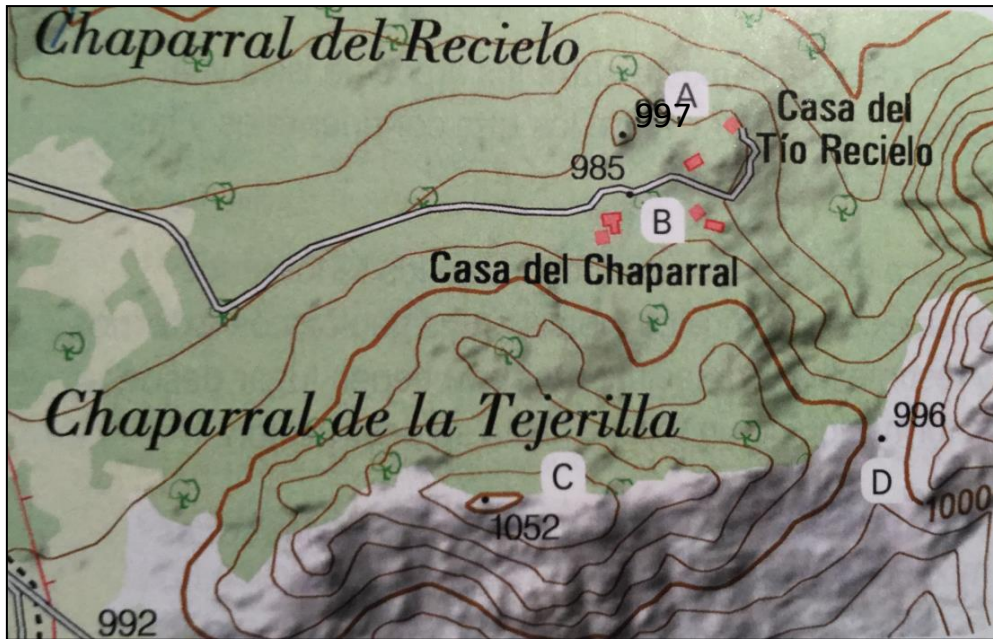 Chaparral del Recielo
A
997
Casa del
Tío Recielo
985
B
Casa del Chaparral
Chaparral de la Tejerilla
996
C
D
1052
1000
992